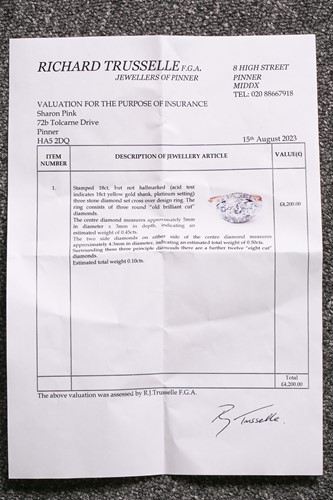 RICHARD TRUSSELLE F.G.A.
JEWELLERS OF PINNER
8 HIGH STREET
PINNER
MIDDX
TEL: 020 88667918
VALUATION FOR THE PURPOSE OF INSURANCE
Sharon Pink
72b Tolcarne Drive
Pinner
HA5 2DQ
15th August 2023
ITEM NUMBER
DESCRIPTION OF JEWELLERY ARTICLE
VALUE(£)
1.
Stamped 18ct, but not hallmarked (acid test
indicates 18ct yellow gold shank, platinum setting)
three stone diamond set cross over design ring. The
ring consists of three round "old brilliant cut"
diamonds.
The centre diamond measures approximately 5mm
in diameter x 3mm in depth, indicating an
estimated weight of 0.45cts.
The two side diamonds on either side of the centre diamond measures
approximately 4.3mm in diameter, indicating an estimated total weight of 0.50cts.
Surrounding these three principle diamonds there are a further twelve "eight cut"
diamonds.
Estimated total weight 0.10cts.
£4,200.00
Total
£4,200.00
The above valuation was assessed by R.J.Trusselle F.G.A.
Trusselle.